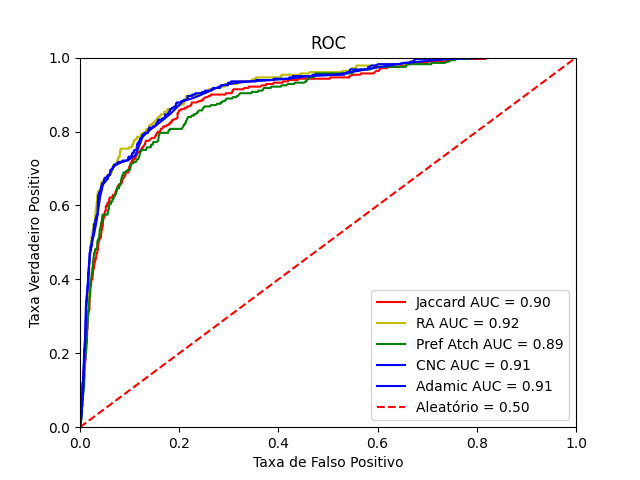 ROC
Taxa Verdadeiro Positivo
1.0
0.8
0.6
0.4
0.2
0.0
Jaccard AUC = 0.90
RA AUC = 0.92
Pref Atch AUC = 0.89
CNC AUC = 0.91
Adamic AUC = 0.91
Aleatório = 0.50
0.0 0.2 0.4 0.6 0.8 1.0
Taxa de Falso Positivo